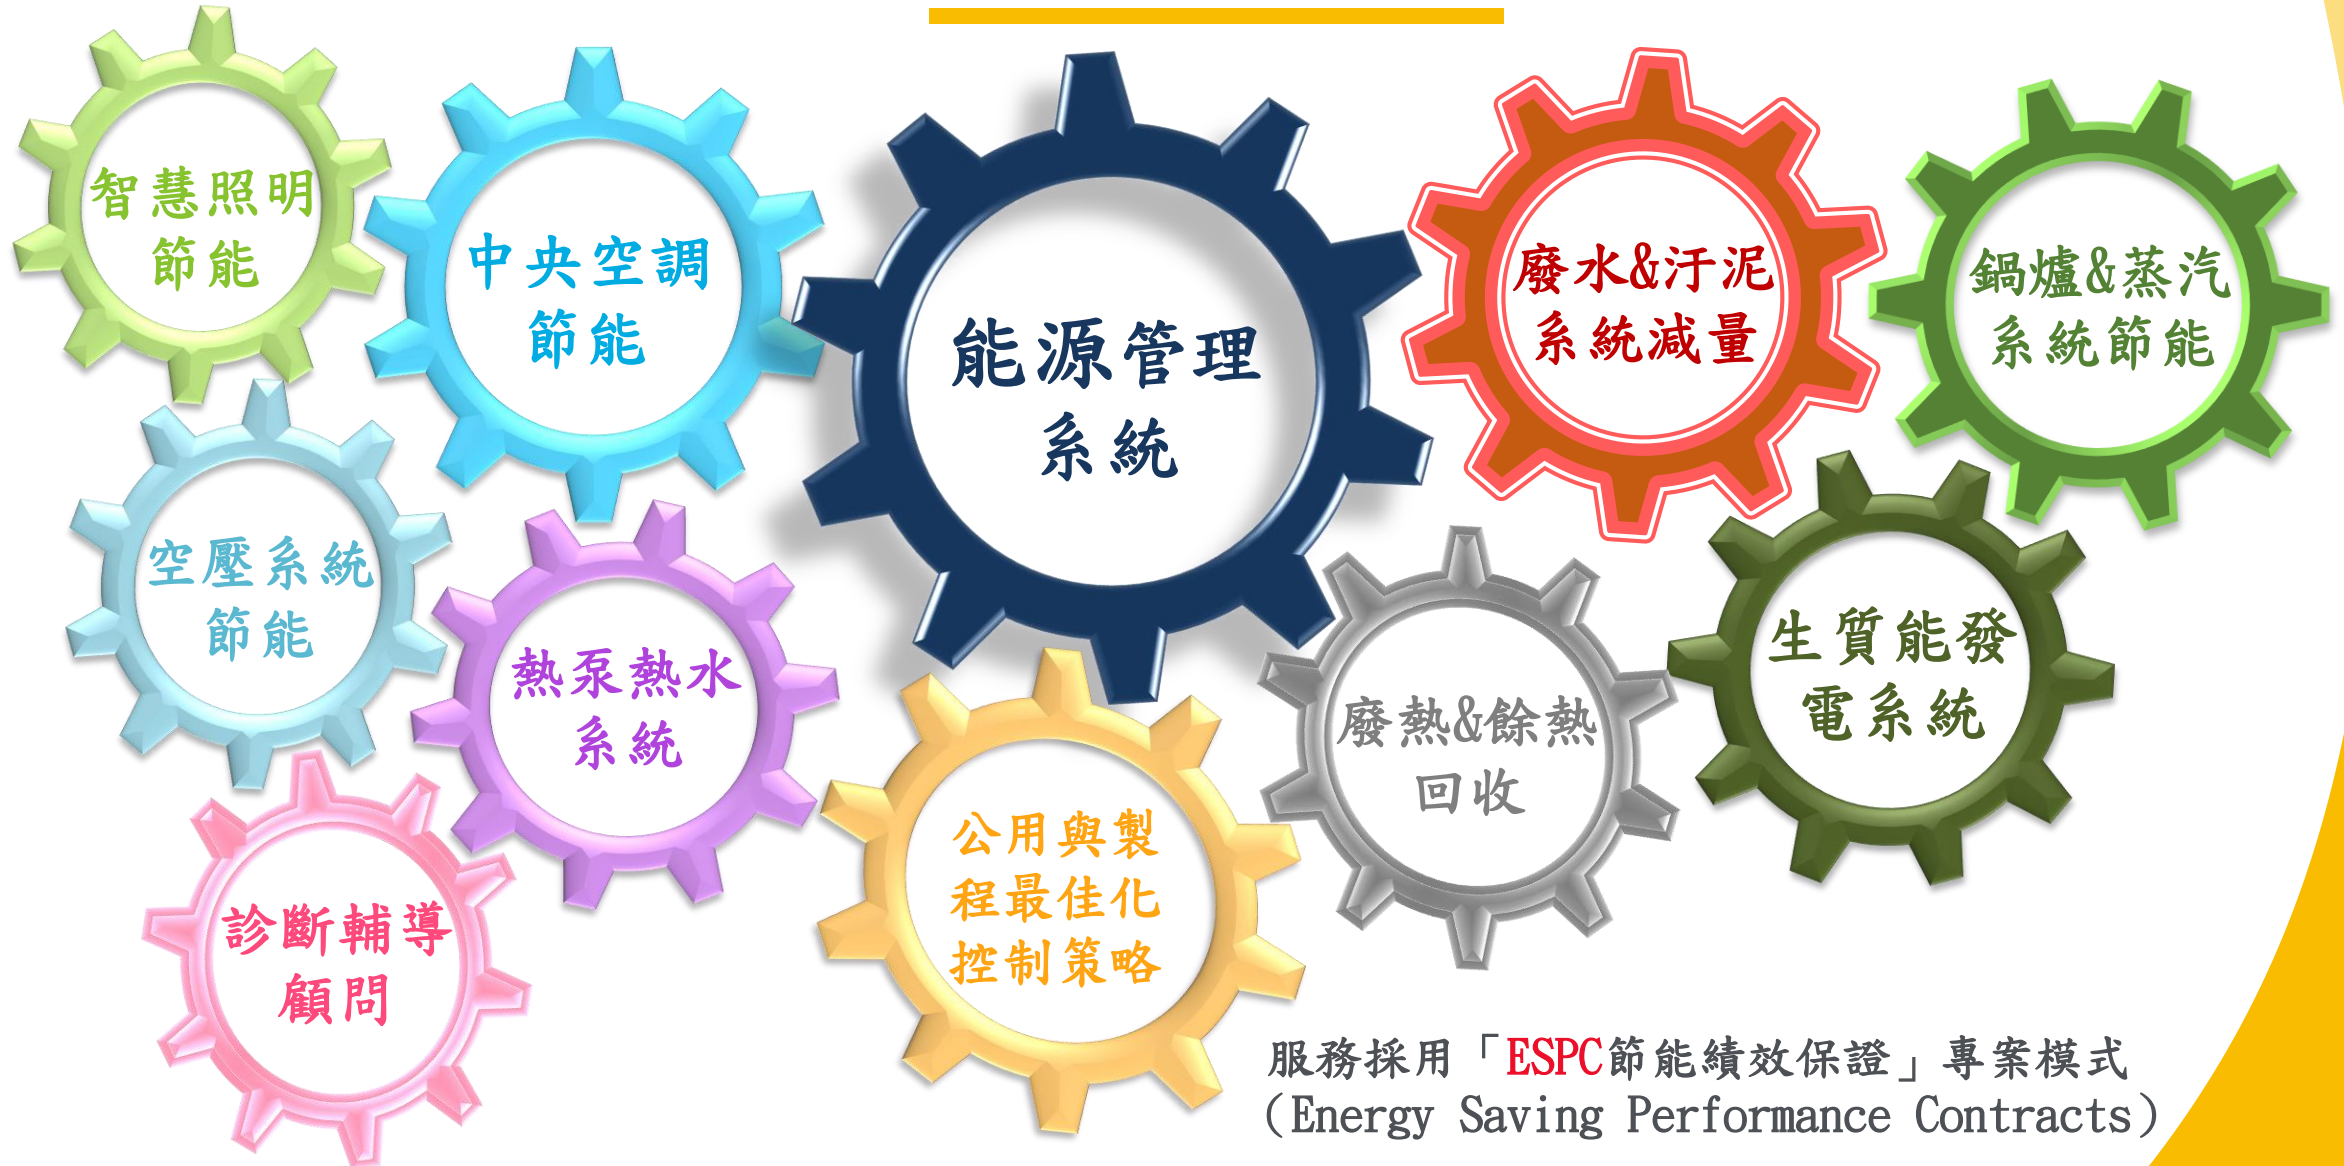 智慧照明
節能
中央空調
節能
能源管理
系統
廢水&汙泥
系統減量
鍋爐&蒸汽
系統節能
空壓系統
節能
熱泵熱水
系統
廢熱&餘熱
回收
生質能發
電系統
診斷輔導
顧問
公用與製
程最佳化
控制策略
服務採用「ESPC節能績效保證」專案模式
(Energy Saving Performance Contracts)